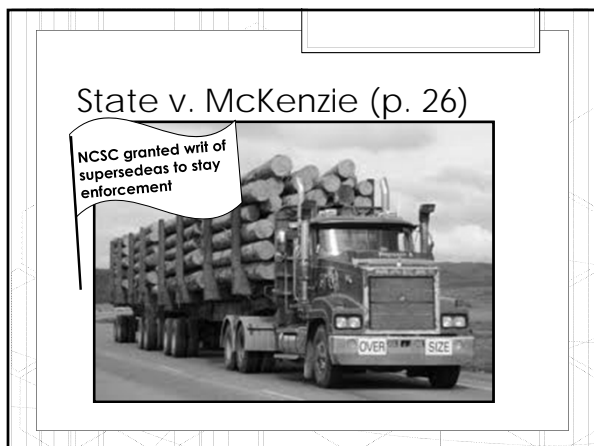 State v. McKenzie (p. 26)
NCSC granted writ of
supersedeas to stay
enforcement
OVER SIZE